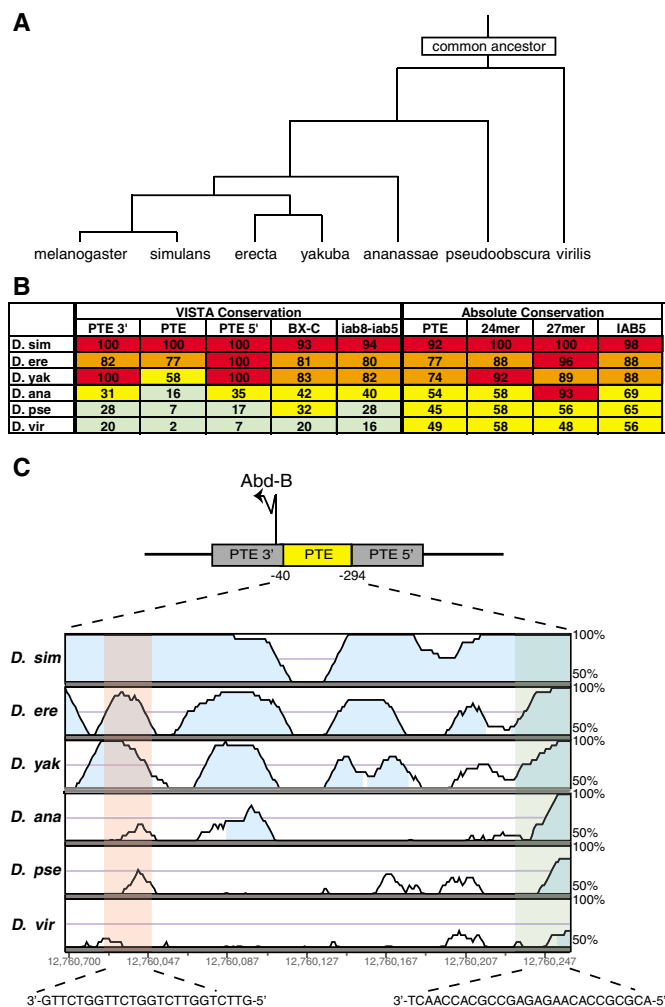 A
common ancestor
melanogaster simulans erecta yakuba ananassae pseudoobscura virilis
B
VISTA Conservation Absolute Conservation
PTE 3' PTE PTE 5' BX-C iab8-iab5 PTE 24mer 27mer IAB5
D. sim 100 100 100 93 94 92 100 100 98
D. ere 82 77 100 81 80 77 88 96 88
D. yak 100 58 100 83 82 74 92 89 88
D. ana 31 16 35 42 40 54 58 93 69
D. pse 28 7 17 32 28 45 58 56 65
D. vir 20 2 7 20 16 49 58 48 56
C
Abd-B
PTE 3' PTE PTE 5'
-40 -294
100%
D. sim
50%
100%
D. ere
50%
100%
D. yak
50%
100%
D. ana
50%
100%
D. pse
50%
100%
D. vir
50%
12,760,700 12,760,047 12,760,087 12,760,127 12,760,167 12,760,207 12,760,247
3'-GTTCTGGTTCTGGTCTTGGTCTTG-5' 3'-TCAACCACGCCGAGAGAACACCGCGCA-5'